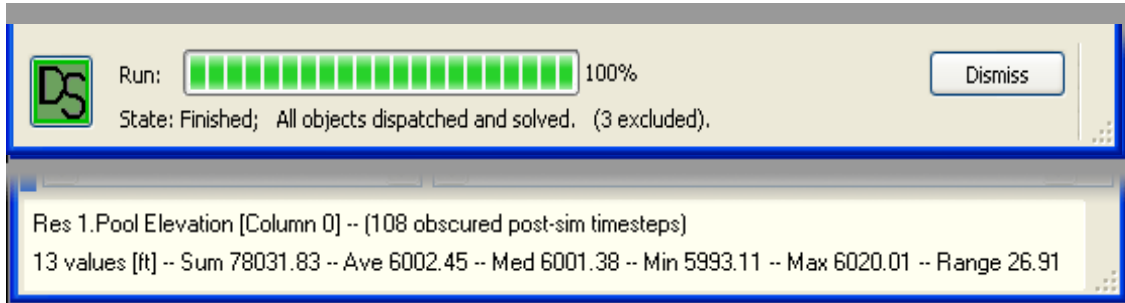 DS
Run: 100% Dismiss
State: Finished; All objects dispatched and solved. (3 excluded).
Res 1.Pool Elevation [Column 0] -- (108 obscured post-sim timesteps)
13 values [ft] -- Sum 78031.83 -- Ave 6002.45 -- Med 6001.38 -- Min 5993.11 -- Max 6020.01 -- Range 26.91